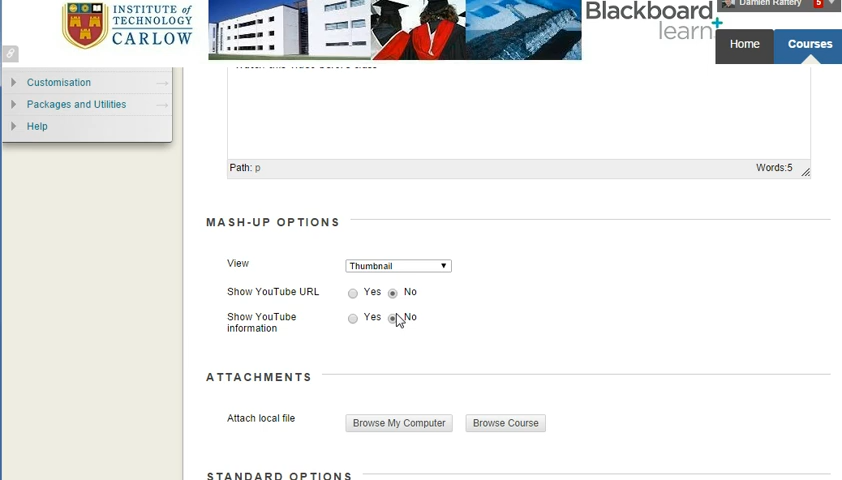 INSTITUTE of
TECHNOLOGY
CARLOW
Blackboard
learn+
Damien Raftery
5
Home
Courses
Customisation
Packages and Utilities
Help
Watch this video before class
Path: p
Words:5
MASH-UP OPTIONS
View
Thumbnail
Show YouTube URL
Yes
No
Show YouTube
information
Yes
No
ATTACHMENTS
Attach local file
Browse My Computer
Browse Course
STANDARD OPTIONS